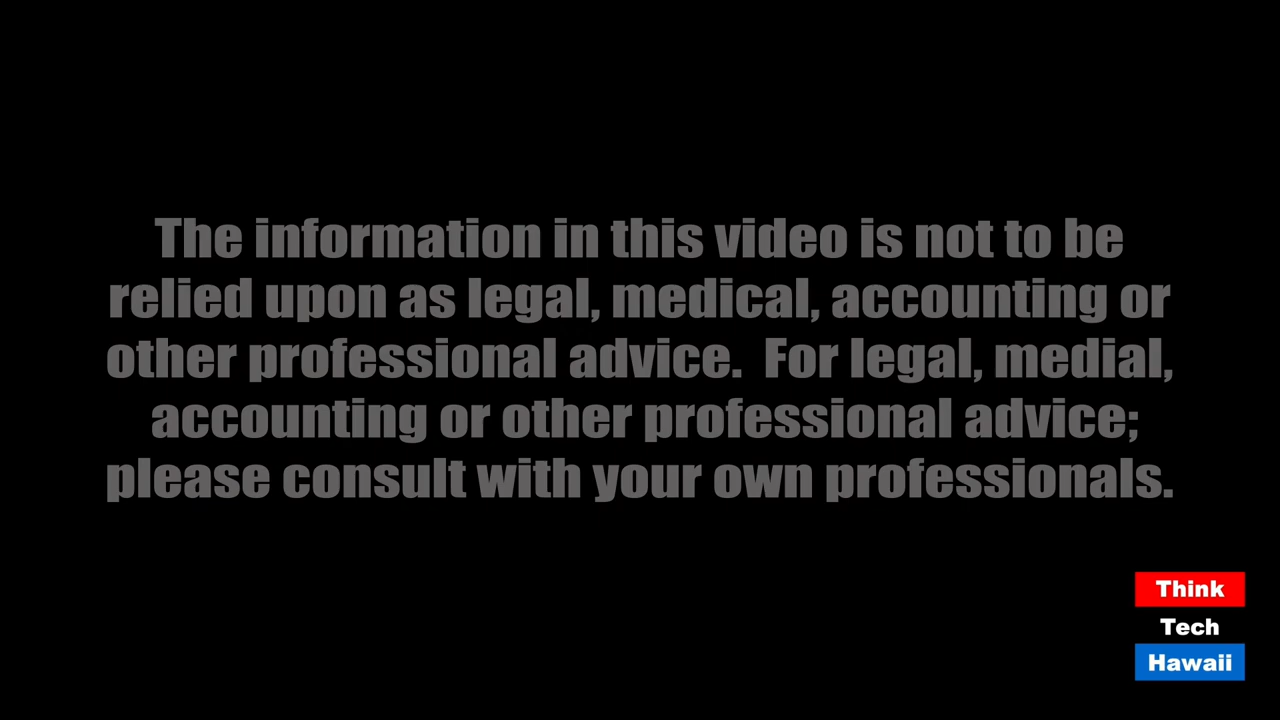 The information in this video is not to be
relied upon as legal, medical, accounting or
other professional advice.  For legal, medial,
accounting or other professional advice;
please consult with your own professionals.
Think
Tech
Hawaii